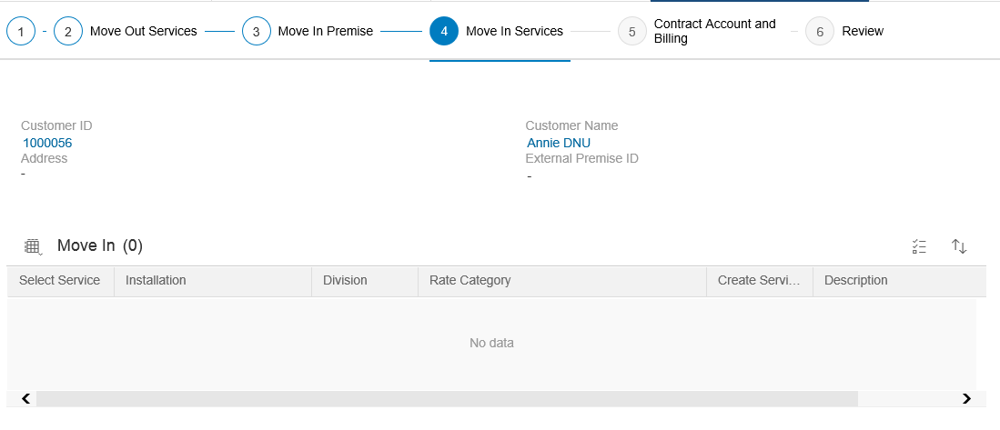 1 - 2 Move Out Services 3 Move In Premise 4 Move In Services 5 Contract Account and Billing 6 Review
Customer ID
1000056
Address
-
Customer Name
Annie DNU
External Premise ID
-
Move In (0)
Select Service Installation Division Rate Category Create Servi... Description
No data